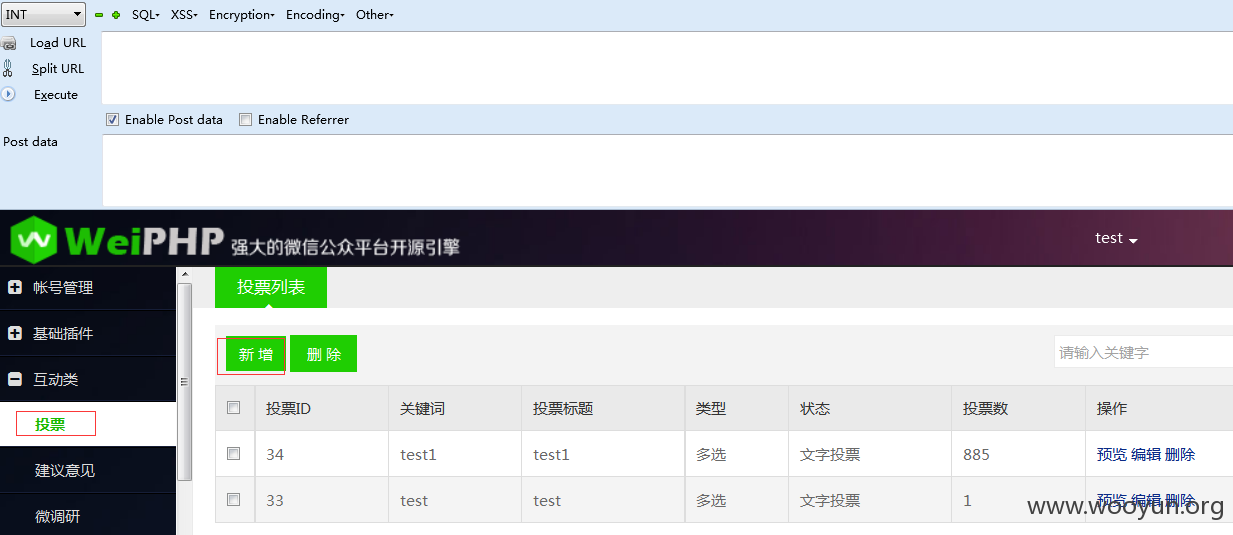 INT SQL- XSS- Encryption- Encoding- Other-
Load URL
Split URL
Execute
Enable Post data Enable Referrer
Post data
WeiPHP 强大的微信公众平台开源引擎 test
帐号管理
基础插件
互动类
投票
建议意见
微调研
投票列表
新 增 删 除 请输入关键字
投票ID 关键词 投票标题 类型 状态 投票数 操作
34 test1 test1 多选 文字投票 885 预览 编辑 删除
33 test test 多选 文字投票 1 预览 编辑 删除
www.wooyun.org